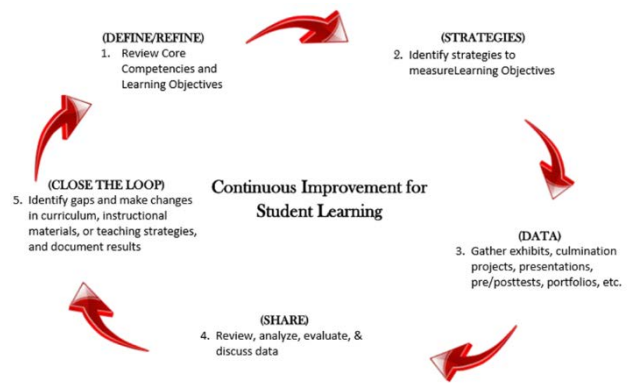 (DEFINE/REFINE)
1. Review Core
Competencies and
Learning Objectives
(STRATEGIES)
2. Identify strategies to
measureLearning Objectives
(DATA)
3. Gather exhibits, culmination
projects, presentations,
pre/posttests, portfolios, etc.
(SHARE)
4. Review, analyze, evaluate, &
discuss data
(CLOSE THE LOOP)
5. Identify gaps and make changes
in curriculum, instructional
materials, or teaching strategies,
and document results
Continuous Improvement for
Student Learning